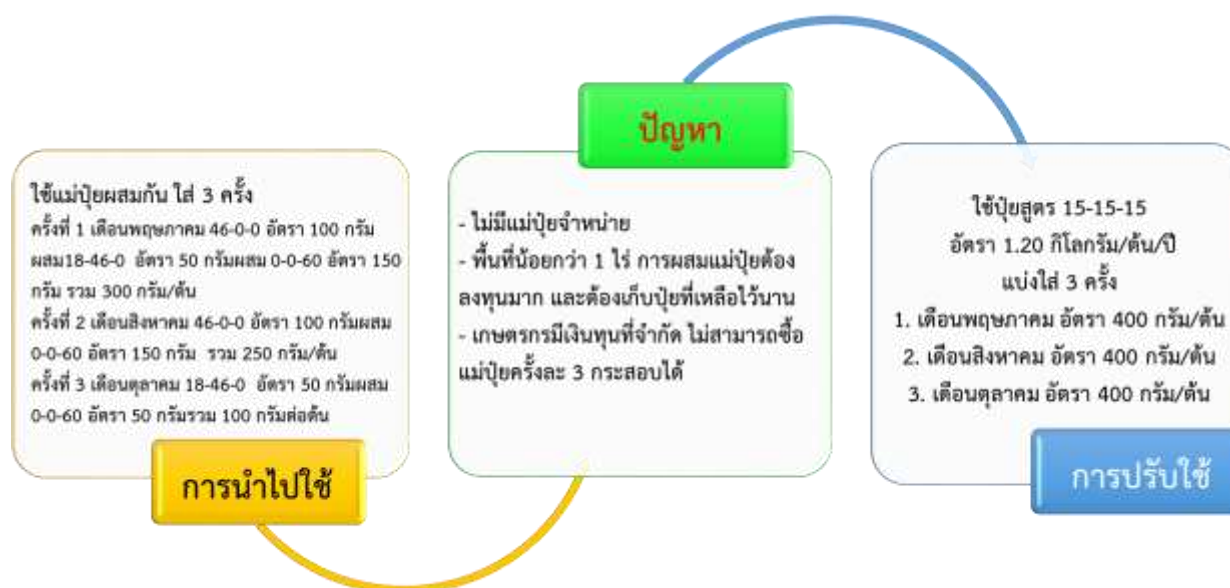 ใช้แม่ปุ๋ยผสมกัน ใส่ 3 ครั้ง
ครั้งที่ 1 เดือนพฤษภาคม 46-0-0 อัตรา 100 กรัม
ผสม18-46-0 อัตรา 50 กรัมผสม 0-0-60 อัตรา 150
กรัม รวม 300 กรัม/ต้น
ครั้งที่ 2 เดือนสิงหาคม 46-0-0 อัตรา 100 กรัมผสม
0-0-60 อัตรา 150 กรัม รวม 250 กรัม/ต้น
ครั้งที่ 3 เดือนตุลาคม 18-46-0 อัตรา 50 กรัมผสม
0-0-60 อัตรา 50 กรัมรวม 100 กรัมต่อต้น
การนำไปใช้
ปัญหา
- ไม่มีแม่ปุ๋ยจำหน่าย
- พื้นที่น้อยกว่า 1 ไร่ การผสมแม่ปุ๋ยต้อง
ลงทุนมาก และต้องเก็บปุ๋ยที่เหลือไว้นาน
- เกษตรกรมีเงินทุนที่จำกัด ไม่สามารถซื้อ
แม่ปุ๋ยครั้งละ 3 กระสอบได้
ใช้ปุ๋ยสูตร 15-15-15
อัตรา 1.20 กิโลกรัม/ต้น/ปี
แบ่งใส่ 3 ครั้ง
1. เดือนพฤษภาคม อัตรา 400 กรัม/ต้น
2. เดือนสิงหาคม อัตรา 400 กรัม/ต้น
3. เดือนตุลาคม อัตรา 400 กรัม/ต้น
การปรับใช้